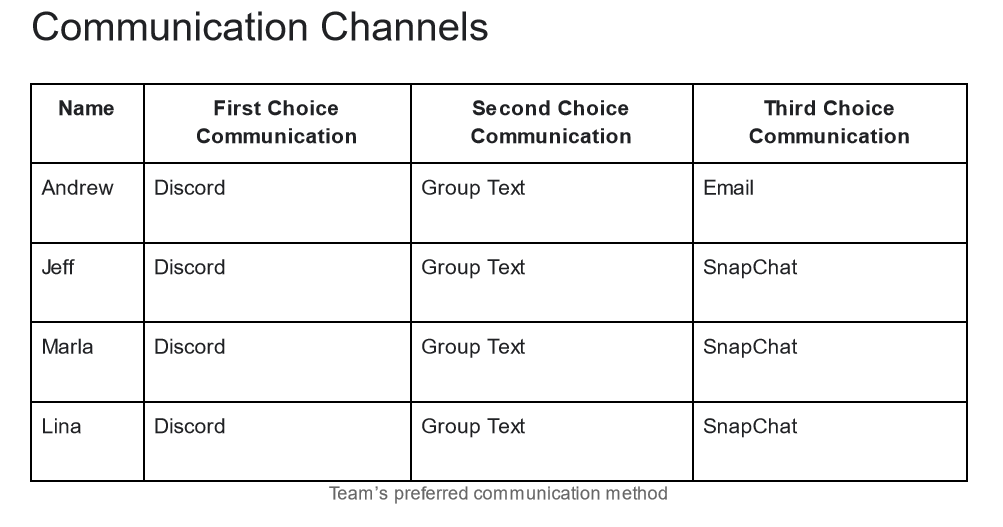 Communication Channels
Name First Choice Communication Second Choice Communication Third Choice Communication
Andrew Discord Group Text Email
Jeff Discord Group Text SnapChat
Marla Discord Group Text SnapChat
Lina Discord Group Text SnapChat
Team's preferred communication method